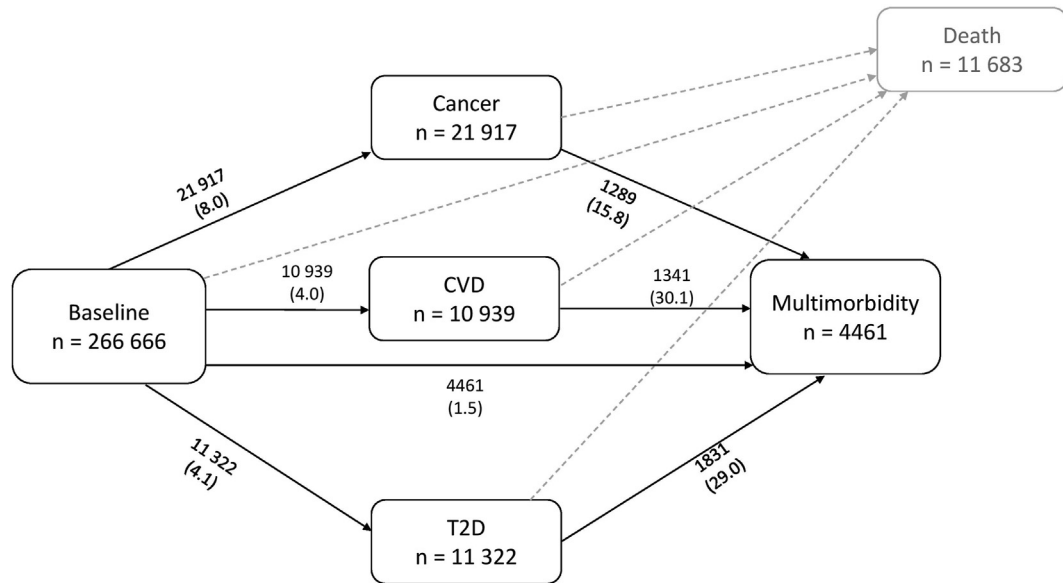 Death
n = 11 683
Cancer
n = 21 917
21 917
(8.0)
1289
(15.8)
Baseline
n = 266 666
10 939
(4.0)
CVD
n = 10 939
1341
(30.1)
Multimorbidity
n = 4461
4461
(1.5)
11 322
(4.1)
1831
(29.0)
T2D
n = 11 322